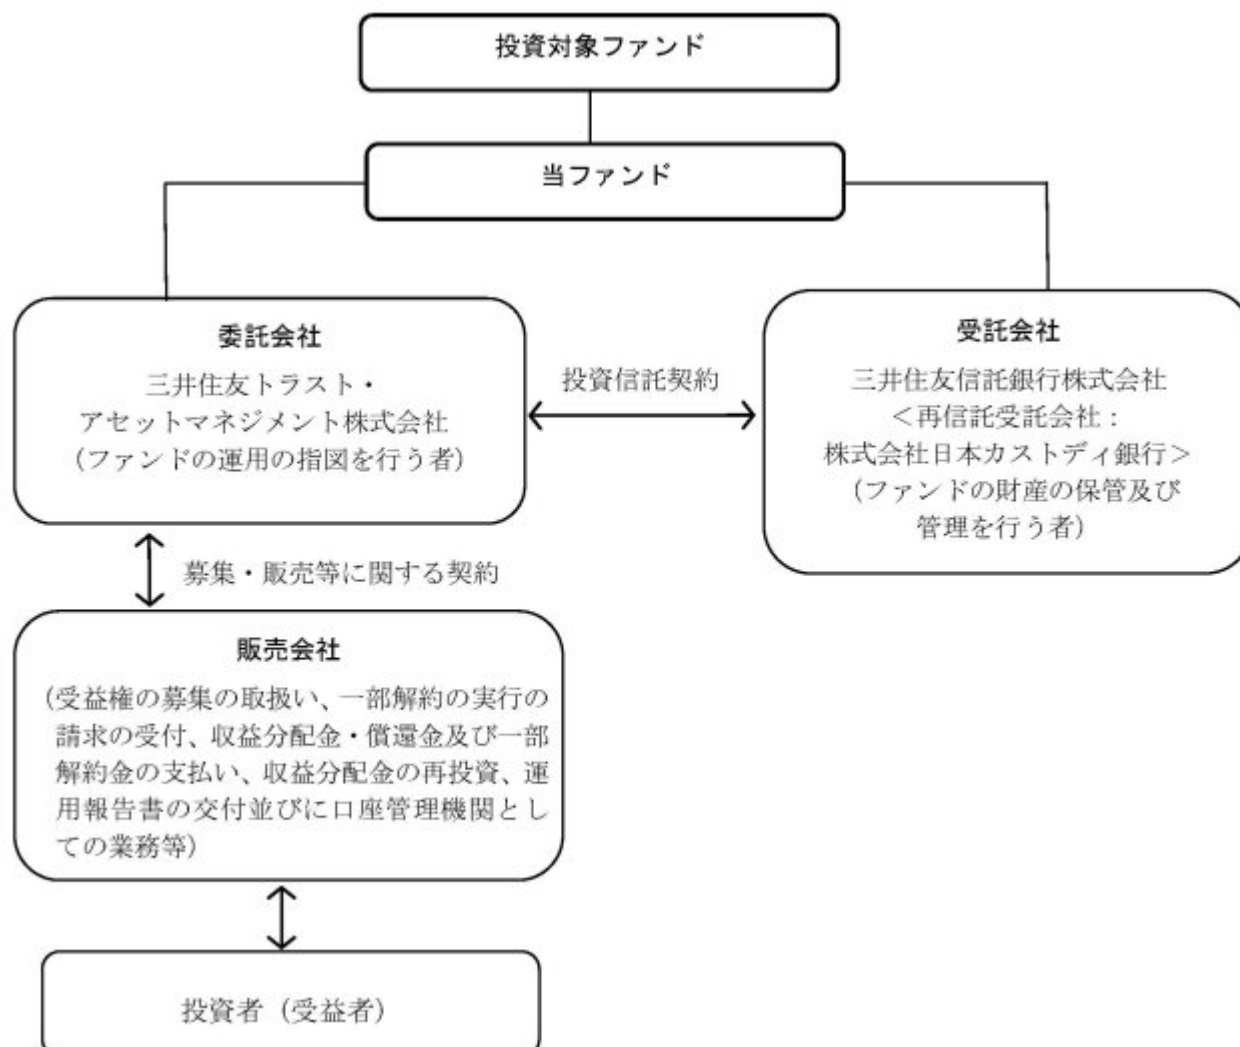 投資対象ファンド
当ファンド
委託会社
三井住友トラスト・
アセットマネジメント株式会社
（ファンドの運用の指図を行う者）
投資信託契約
受託会社
三井住友信託銀行株式会社
＜再信託受託会社：
株式会社日本カストディ銀行＞
（ファンドの財産の保管及び
管理を行う者）
募集・販売等に関する契約
販売会社
（受益権の募集の取扱い、一部解約の実行の
請求の受付、収益分配金・償還金及び一部
解約金の支払い、収益分配金の再投資、運
用報告書の交付並びに口座管理機関とし
ての業務等）
投資者（受益者）